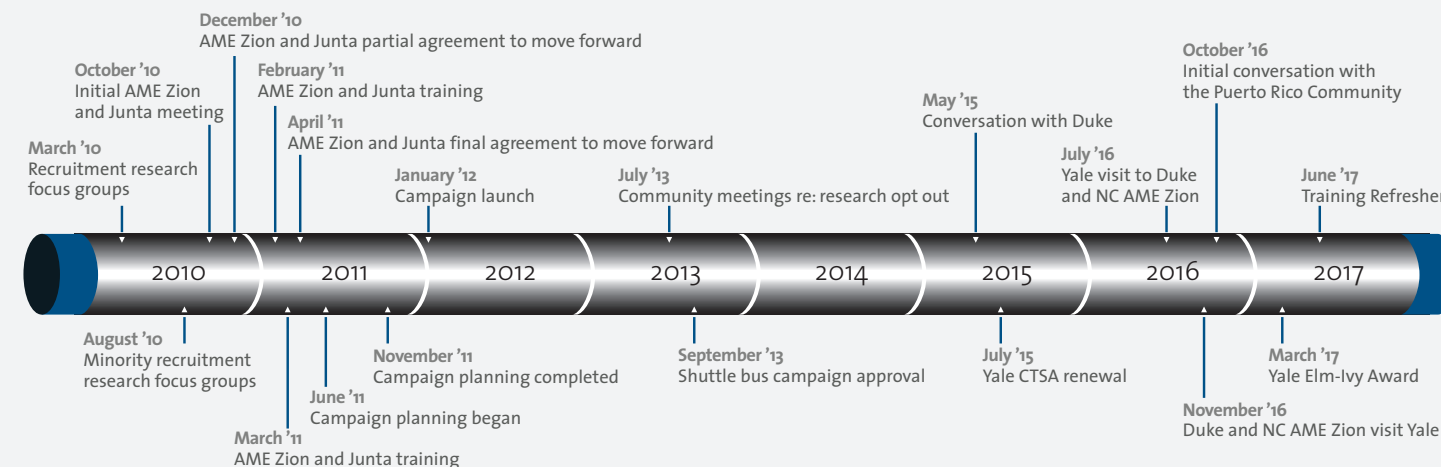 December ’10
AME Zion and Junta partial agreement to move forward
October ’10
Initial AME Zion
and Junta meeting
February ’11
AME Zion and Junta training
April ’11
AME Zion and Junta final agreement to move forward
March ’10
Recruitment research
focus groups
January ’12
Campaign launch
July ’13
Community meetings re: research opt out
May ’15
Conversation with Duke
July ’16
Yale visit to Duke
and NC AME Zion
October ’16
Initial conversation with
the Puerto Rico Community
June ’17
Training Refresher
2010 2011 2012 2013 2014 2015 2016 2017
August ’10
Minority recruitment
research focus groups
March ’11
AME Zion and Junta training
June ’11
Campaign planning began
November ’11
Campaign planning completed
September ’13
Shuttle bus campaign approval
July ’15
Yale CTSA renewal
November ’16
Duke and NC AME Zion visit Yale
March ’17
Yale Elm-Ivy Award